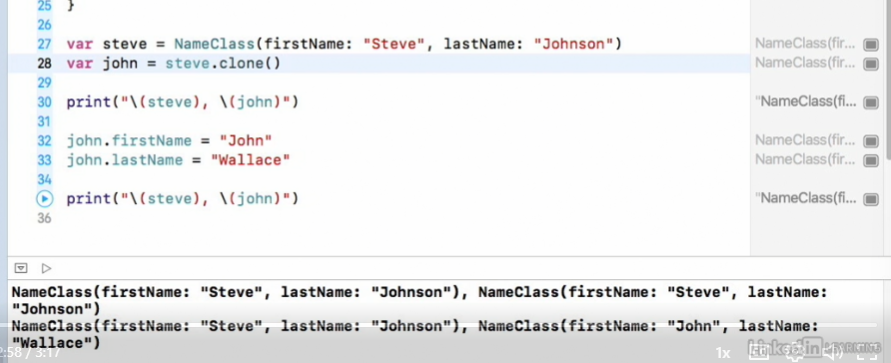 25 }
26
27 var steve = NameClass(firstName: "Steve", lastName: "Johnson")
NameClass(fir...
28 var john = steve.clone()
NameClass(fir...
29
30 print("\(steve), \(john)")
"NameClass(fi...
31
32 john.firstName = "John"
NameClass(fir...
33 john.lastName = "Wallace"
NameClass(fir...
34
print("\(steve), \(john)")
"NameClass(fi...
36
NameClass(firstName: "Steve", lastName: "Johnson"), NameClass(firstName: "Steve", lastName:
"Johnson")
NameClass(firstName: "Steve", lastName: "Johnson"), NameClass(firstName: "John", lastName:
"Wallace")
2:58 / 3:17
1x
Linked in LEARNING